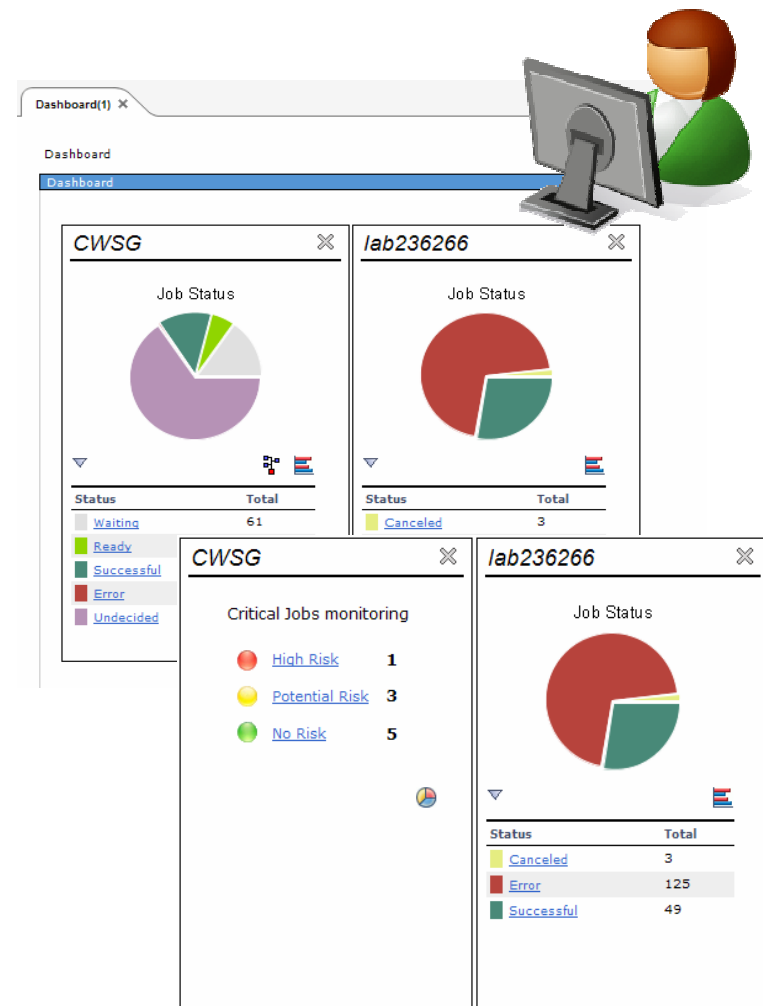 Dashboard(1) ×
Dashboard
Dashboard
CWSG
Job Status
Status Total
Waiting 61
Ready
Successful
Error
Undecided
lab236266
Job Status
Status Total
Canceled 3
CWSG
Critical Jobs monitoring
High Risk 1
Potential Risk 3
No Risk 5
lab236266
Job Status
Status Total
Canceled 3
Error 125
Successful 49